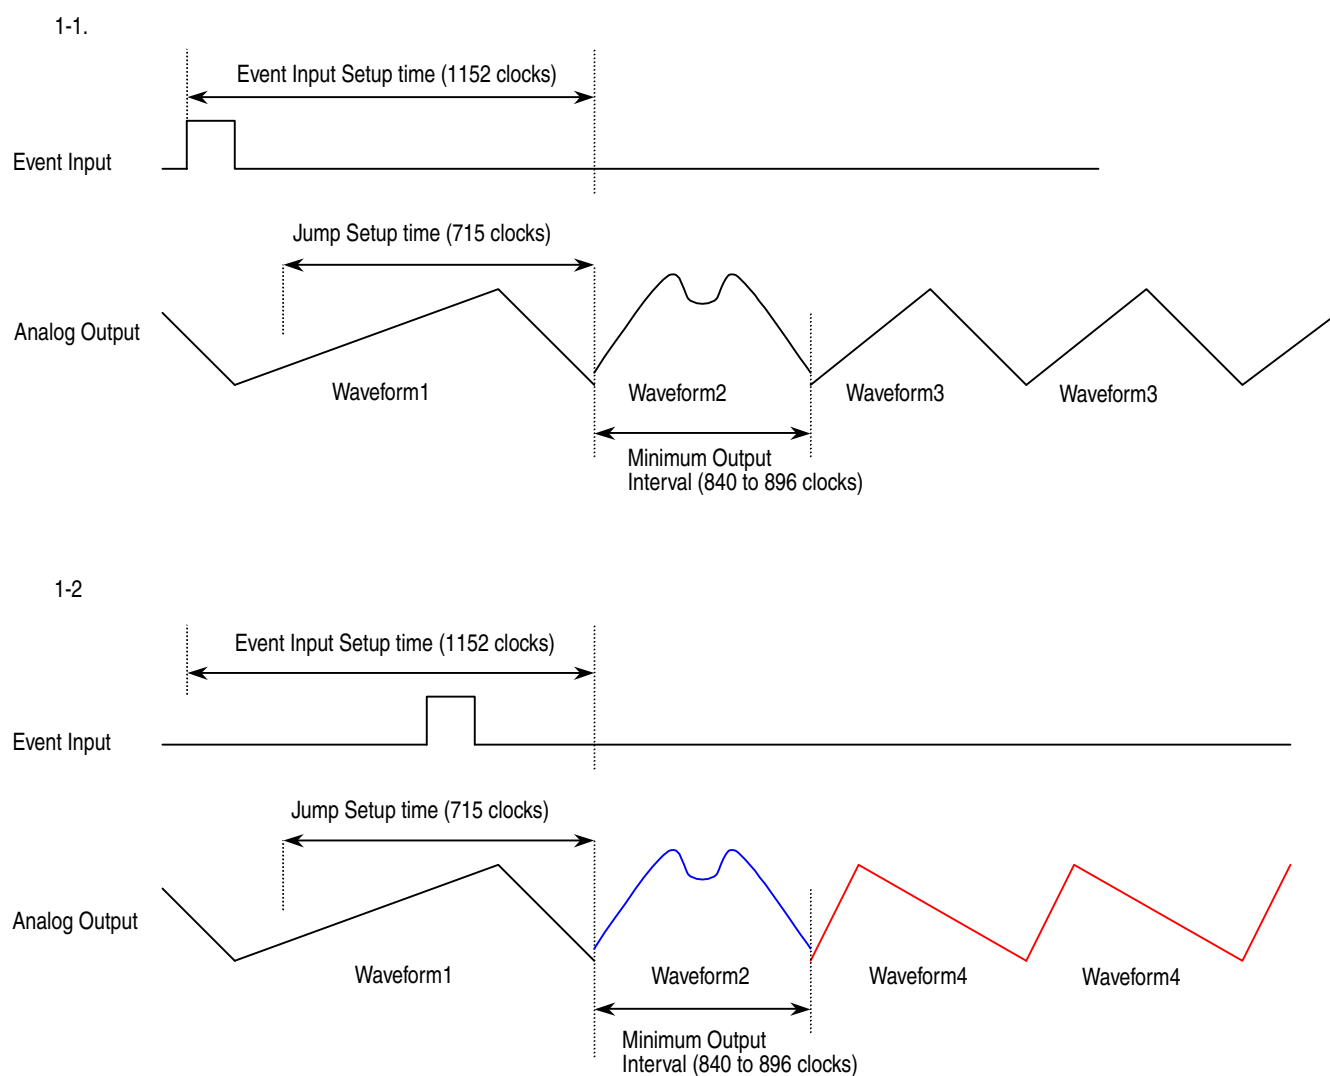 1-1.
Event Input Setup time (1152 clocks)
Event Input
Jump Setup time (715 clocks)
Analog Output
Waveform1
Waveform2
Waveform3
Waveform3
Minimum Output
Interval (840 to 896 clocks)
1-2
Event Input Setup time (1152 clocks)
Event Input
Jump Setup time (715 clocks)
Analog Output
Waveform1
Waveform2
Waveform4
Waveform4
Minimum Output
Interval (840 to 896 clocks)